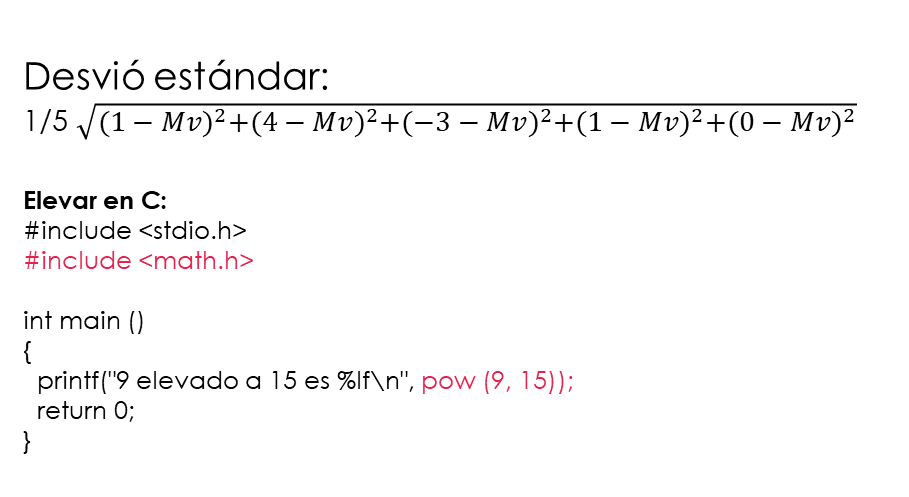 Desvió estándar:
1/5 √(1 − Mv)²+(4 − Mv)²+(−3 − Mv)²+(1 − Mv)²+(0 − Mv)²
Elevar en C:
#include <stdio.h>
#include <math.h>
int main ()
{
printf("9 elevado a 15 es %lf\n", pow (9, 15));
return 0;
}